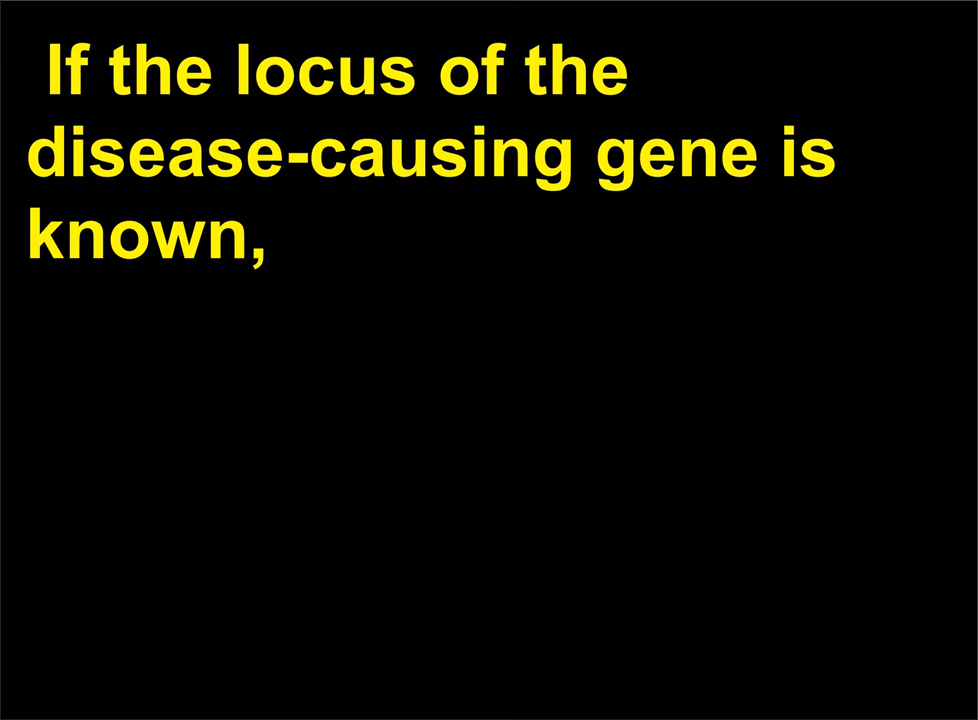 If the locus of the
disease-causing gene is
known,